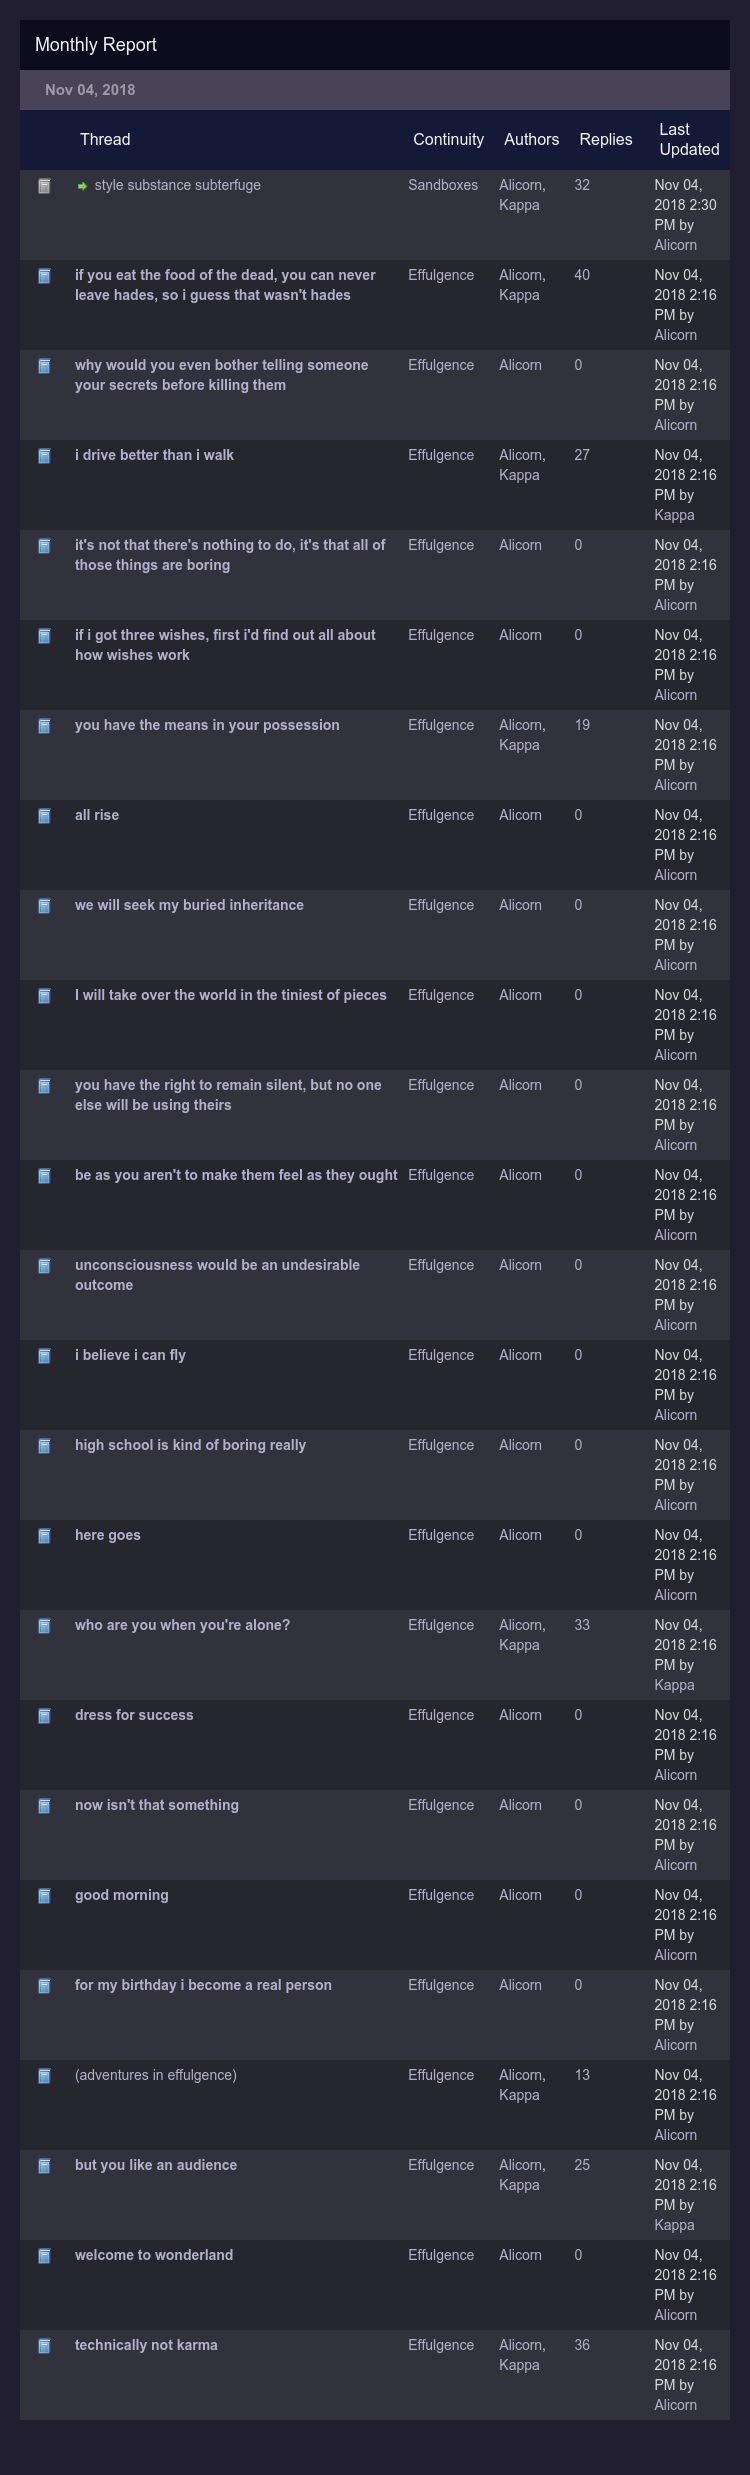 Monthly Report
Nov 04, 2018
Thread Continuity Authors Replies Last
Updated
style substance subterfuge Sandboxes Alicorn, 32 Nov 04,
Kappa 2018 2:30
PM by
Alicorn
if you eat the food of the dead, you can never Effulgence Alicorn, 40 Nov 04,
leave hades, so i guess that wasn't hades Kappa 2018 2:16
PM by
Alicorn
why would you even bother telling someone Effulgence Alicorn 0 Nov 04,
your secrets before killing them 2018 2:16
PM by
Alicorn
i drive better than i walk Effulgence Alicorn, 27 Nov 04,
Kappa 2018 2:16
PM by
Kappa
it's not that there's nothing to do, it's that all of Effulgence Alicorn 0 Nov 04,
those things are boring 2018 2:16
PM by
Alicorn
if i got three wishes, first i'd find out all about Effulgence Alicorn 0 Nov 04,
how wishes work 2018 2:16
PM by
Alicorn
you have the means in your possession Effulgence Alicorn, 19 Nov 04,
Kappa 2018 2:16
PM by
Alicorn
all rise Effulgence Alicorn 0 Nov 04,
2018 2:16
PM by
Alicorn
we will seek my buried inheritance Effulgence Alicorn 0 Nov 04,
2018 2:16
PM by
Alicorn
I will take over the world in the tiniest of pieces Effulgence Alicorn 0 Nov 04,
2018 2:16
PM by
Alicorn
you have the right to remain silent, but no one Effulgence Alicorn 0 Nov 04,
else will be using theirs 2018 2:16
PM by
Alicorn
be as you aren't to make them feel as they ought Effulgence Alicorn 0 Nov 04,
2018 2:16
PM by
Alicorn
unconsciousness would be an undesirable Effulgence Alicorn 0 Nov 04,
outcome 2018 2:16
PM by
Alicorn
i believe i can fly Effulgence Alicorn 0 Nov 04,
2018 2:16
PM by
Alicorn
high school is kind of boring really Effulgence Alicorn 0 Nov 04,
2018 2:16
PM by
Alicorn
here goes Effulgence Alicorn 0 Nov 04,
2018 2:16
PM by
Alicorn
who are you when you're alone? Effulgence Alicorn, 33 Nov 04,
Kappa 2018 2:16
PM by
Kappa
dress for success Effulgence Alicorn 0 Nov 04,
2018 2:16
PM by
Alicorn
now isn't that something Effulgence Alicorn 0 Nov 04,
2018 2:16
PM by
Alicorn
good morning Effulgence Alicorn 0 Nov 04,
2018 2:16
PM by
Alicorn
for my birthday i become a real person Effulgence Alicorn 0 Nov 04,
2018 2:16
PM by
Alicorn
(adventures in effulgence) Effulgence Alicorn, 13 Nov 04,
Kappa 2018 2:16
PM by
Alicorn
but you like an audience Effulgence Alicorn, 25 Nov 04,
Kappa 2018 2:16
PM by
Kappa
welcome to wonderland Effulgence Alicorn 0 Nov 04,
2018 2:16
PM by
Alicorn
technically not karma Effulgence Alicorn, 36 Nov 04,
Kappa 2018 2:16
PM by
Alicorn